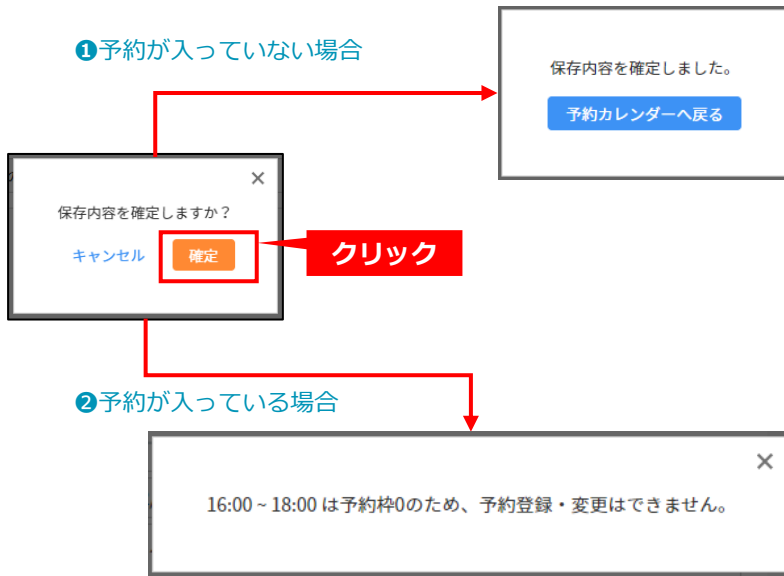 ❶予約が入っていない場合
保存内容を確定しました。
予約カレンダーへ戻る
保存内容を確定しますか？
キャンセル
確定
クリック
❷予約が入っている場合
16:00 ~ 18:00 は予約枠0のため、予約登録・変更はできません。